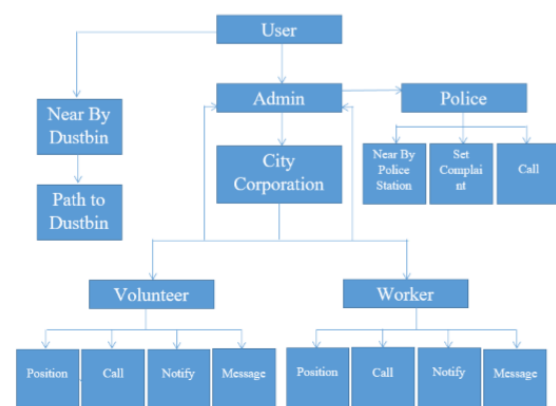 User
Admin
Police
Near By
Dustbin
City
Corporation
Near By
Police
Station
Set
Complai
nt
Call
Path to
Dustbin
Volunteer
Worker
Position
Call
Notify
Message
Position
Call
Notify
Message